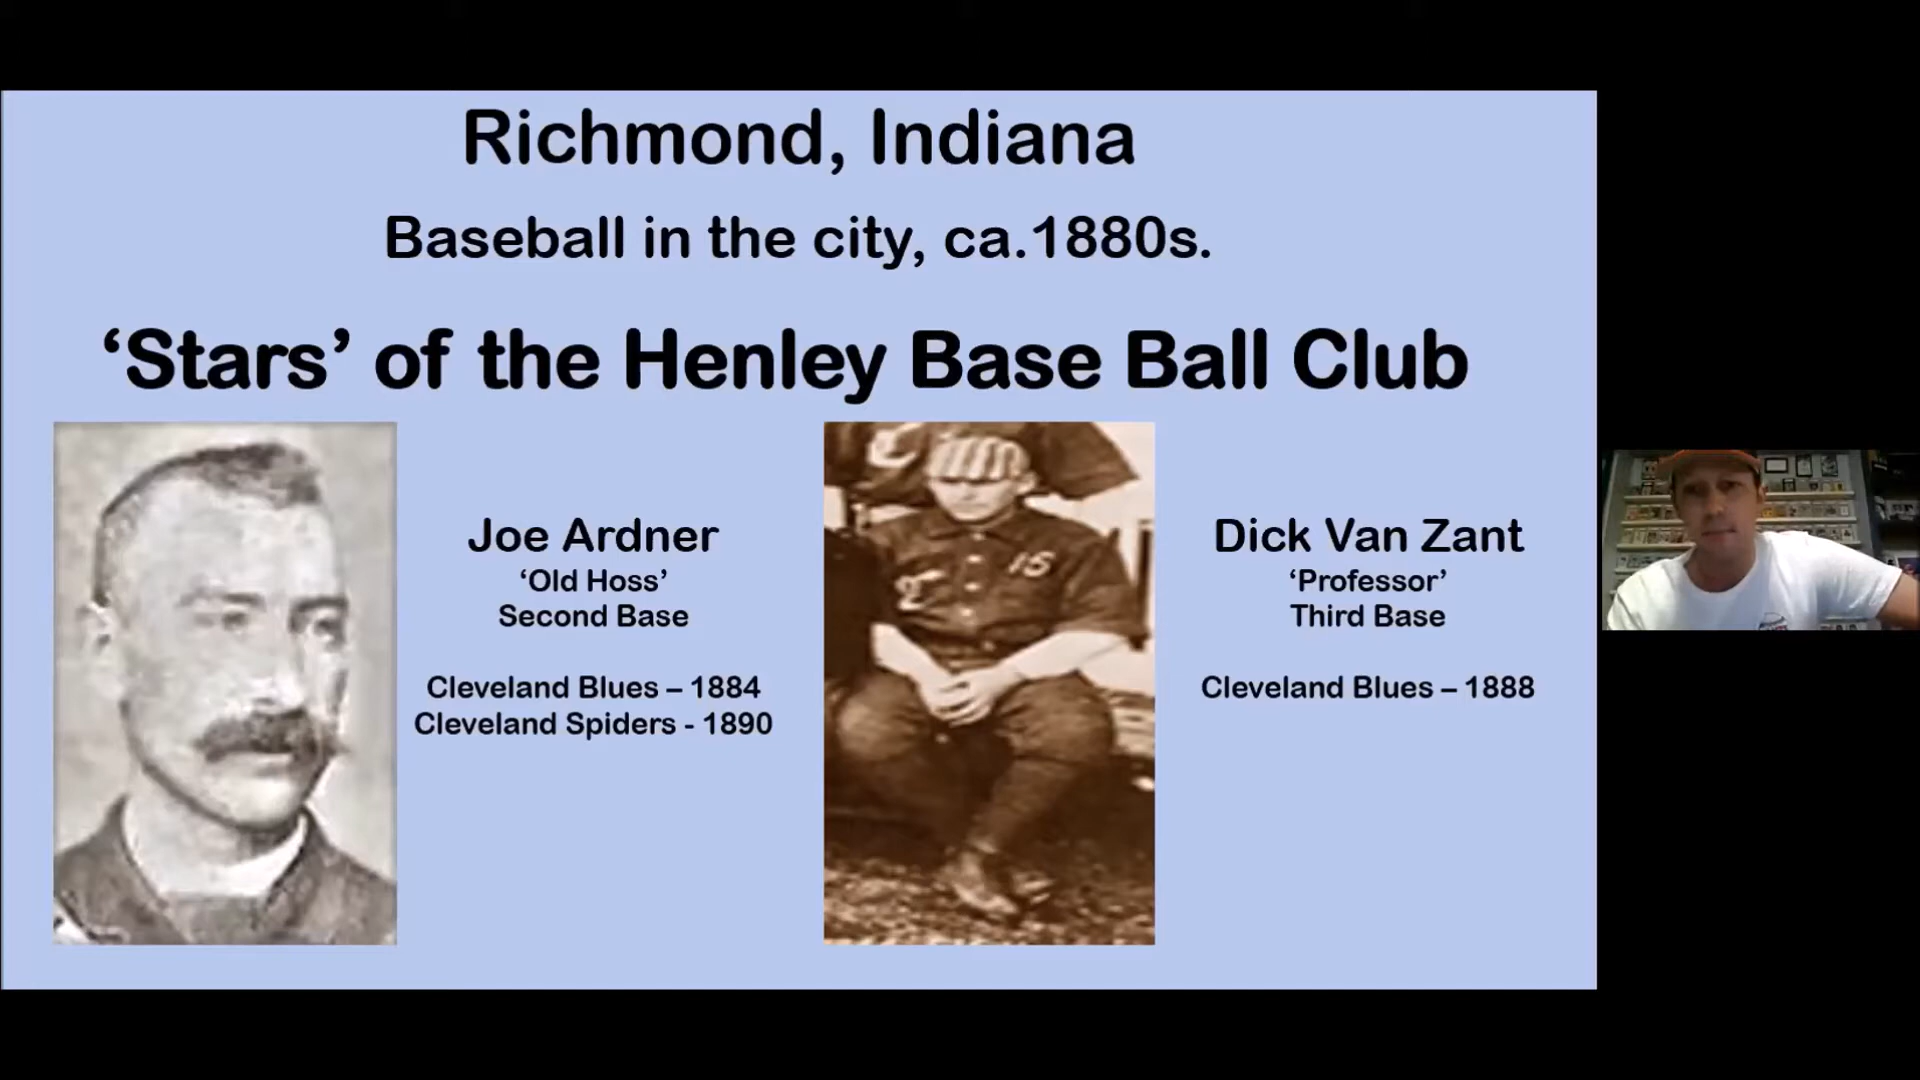 Richmond, Indiana
Baseball in the city, ca.1880s.
‘Stars’ of the Henley Base Ball Club
Joe Ardner
‘Old Hoss’
Second Base
Cleveland Blues – 1884
Cleveland Spiders - 1890
15
Dick Van Zant
‘Professor’
Third Base
Cleveland Blues – 1888